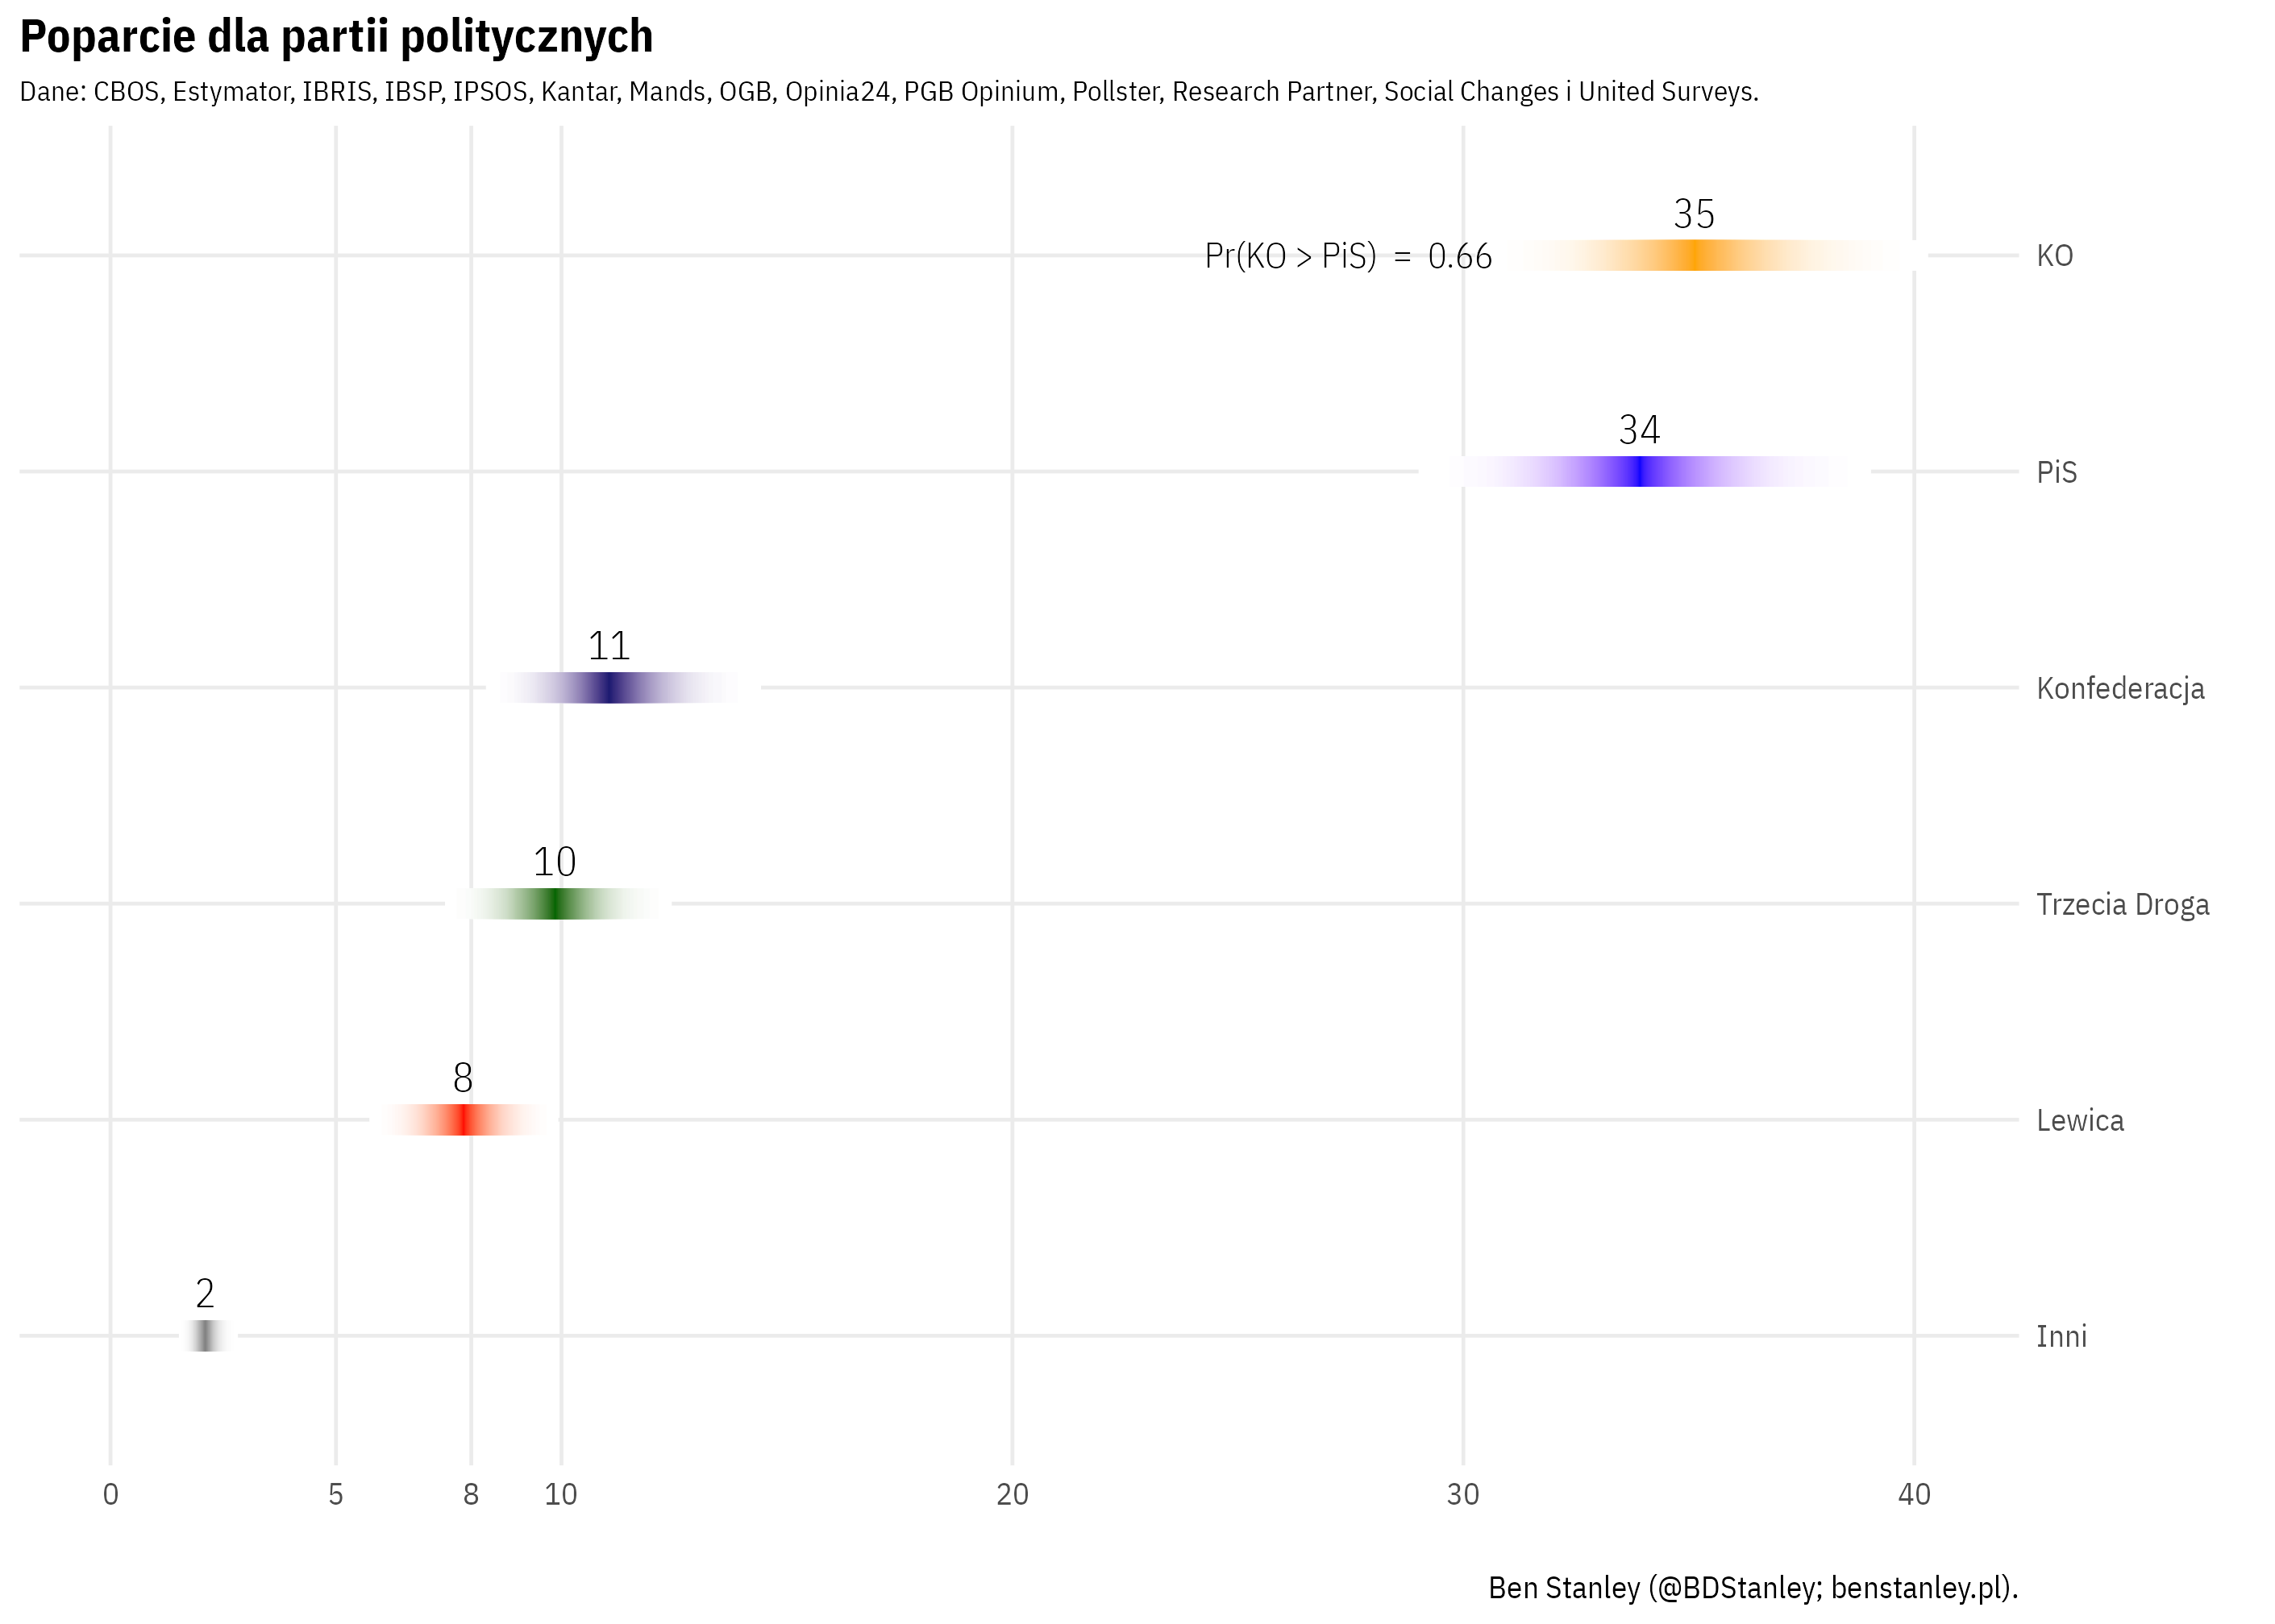 Poparcie dla partii politycznych
Dane: CBOS, Estymator, IBRIS, IBSP, IPSOS, Kantar, Mands, OGB, Opinia24, PGB Opinium, Pollster, Research Partner, Social Changes i United Surveys.
35
Pr(KO > PiS) = 0.66
KO
34
PiS
11
Konfederacja
10
Trzecia Droga
8
Lewica
2
Inni
0 5 8 10 20 30 40
Ben Stanley (@BDStanley; benstanley.pl).